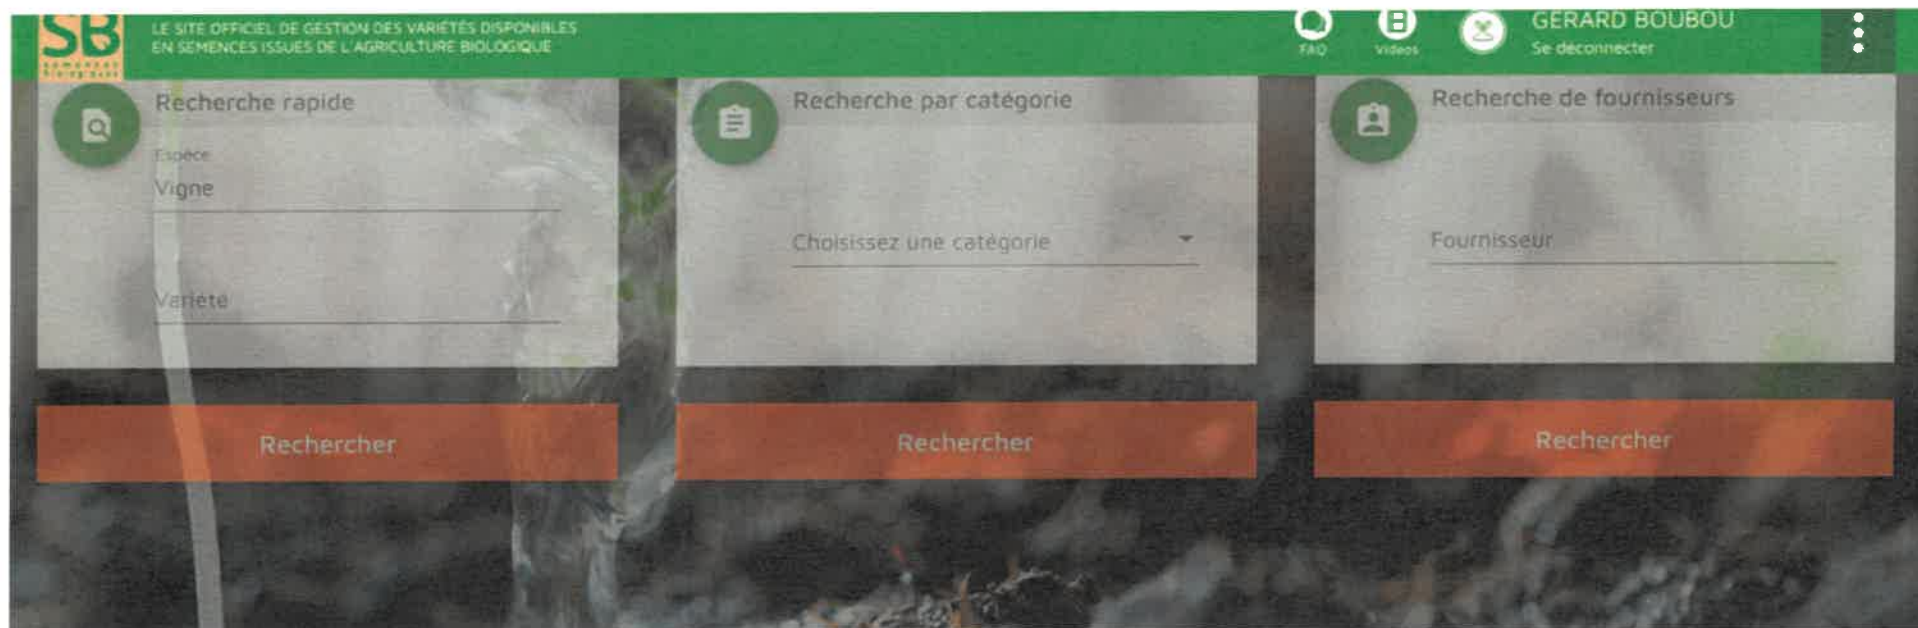 SB
semences
biologiques
LE SITE OFFICIEL DE GESTION DES VARIÉTÉS DISPONIBLES
EN SEMENCES ISSUES DE L'AGRICULTURE BIOLOGIQUE
FAQ
Videos
GERARD BOUBOU
Se déconnecter
Recherche rapide
Espèce
Vigne
Variété
Rechercher
Recherche par catégorie
Choisissez une catégorie
Rechercher
Recherche de fournisseurs
Fournisseur
Rechercher